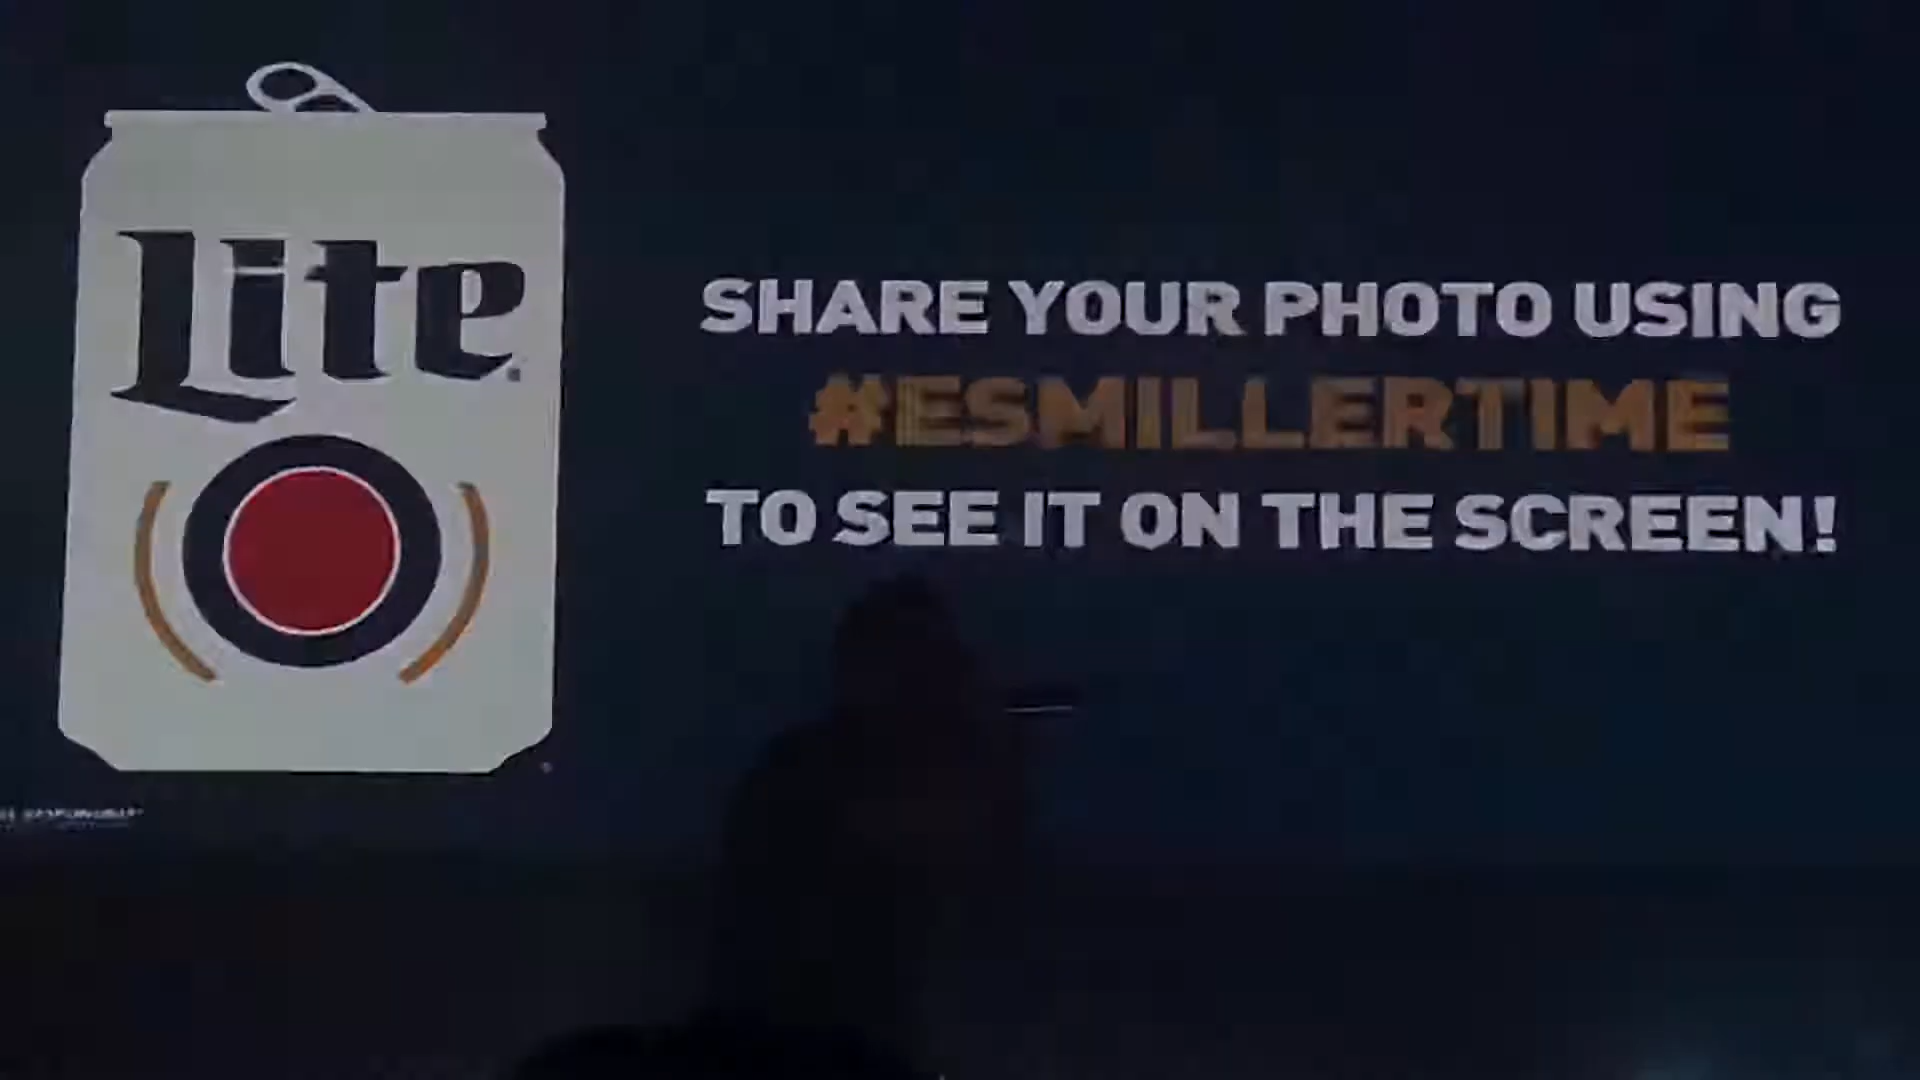 Lite
SHARE YOUR PHOTO USING
#ESMILLERTIME
TO SEE IT ON THE SCREEN!